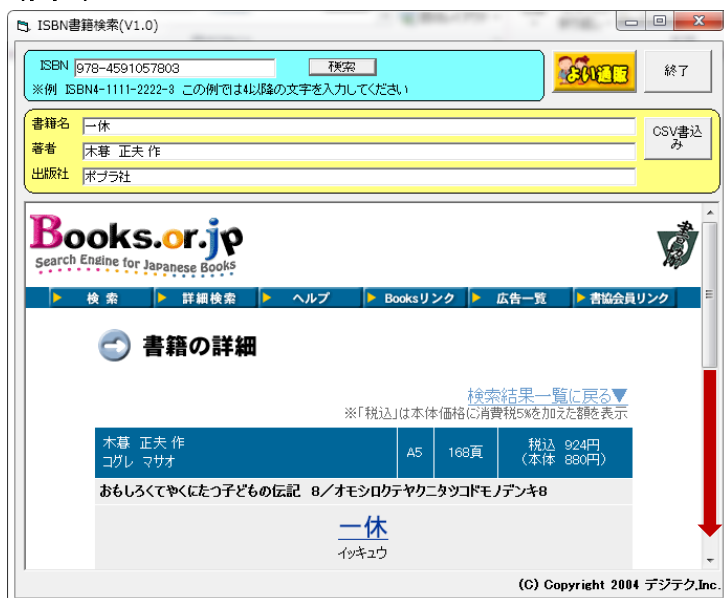 ISBN書籍検索(V1.0)
ISBN 978-4591057803 検索
※例 ISBN4-1111-2222-3 この例では4以降の文字を入力してください
よい通販
終了
書籍名 一休
著者 木暮 正夫 作
出版社 ポプラ社
CSV書込み
Books.or.jp
Search Engine for Japanese Books
検 索 詳細検索 ヘルプ Booksリンク 広告一覧 書協会員リンク
書籍の詳細
検索結果一覧に戻る▼
※「税込」は本体価格に消費税5%を加えた額を表示
木暮 正夫 作
コグレ マサオ
A5 168頁
税込 924円
(本体 880円)
おもしろくてやくにたつ子どもの伝記 8/オモシロクテヤクニタツコドモノデンキ8
一休
イッキュウ
(C) Copyright 2004 デジテク,Inc.